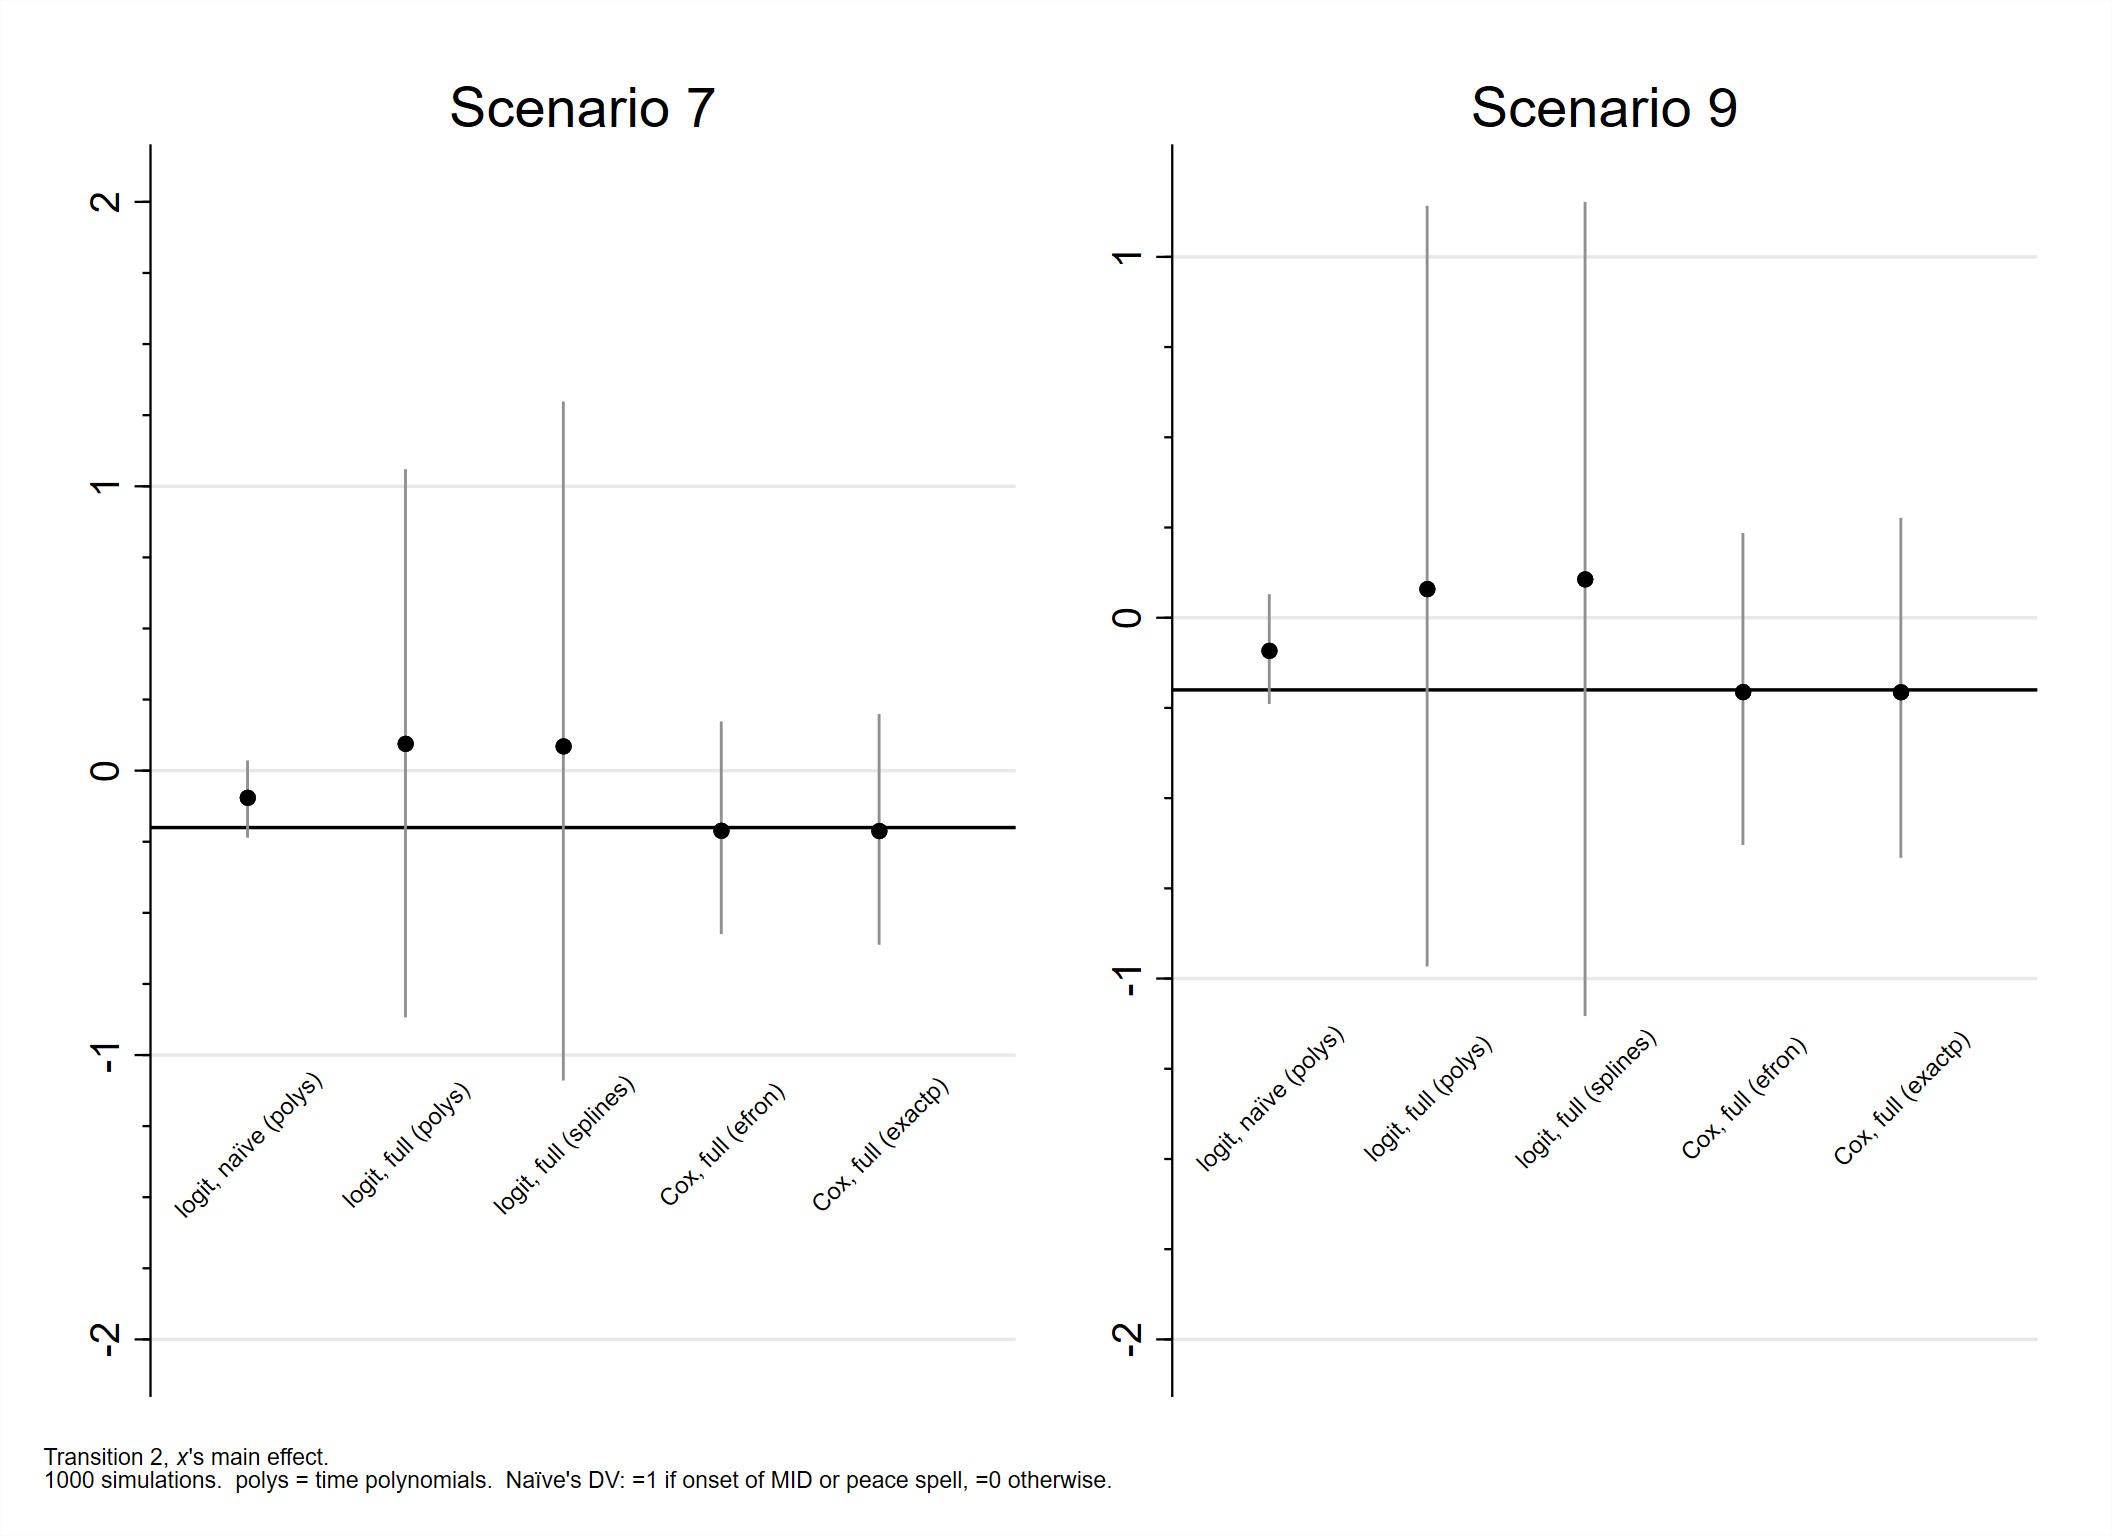 Scenario 7
2
1
0
-1
-2
logit, naïve (polys)
logit, full (polys)
logit, full (splines)
Cox, full (efron)
Cox, full (exactp)
Scenario 9
1
0
-1
-2
logit, naïve (polys)
logit, full (polys)
logit, full (splines)
Cox, full (efron)
Cox, full (exactp)
Transition 2, x's main effect.
1000 simulations.  polys = time polynomials.  Naïve's DV: =1 if onset of MID or peace spell, =0 otherwise.